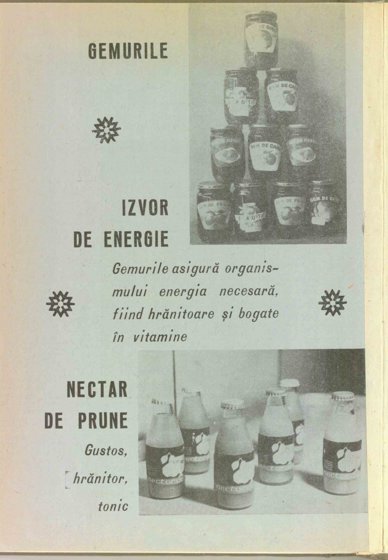 GEMURILE
IZVOR
DE ENERGIE
Gemurile asigură organis-
mului energia necesară,
fiind hrănitoare și bogate
în vitamine
NECTAR
DE PRUNE
Gustos,
hrănitor,
tonic